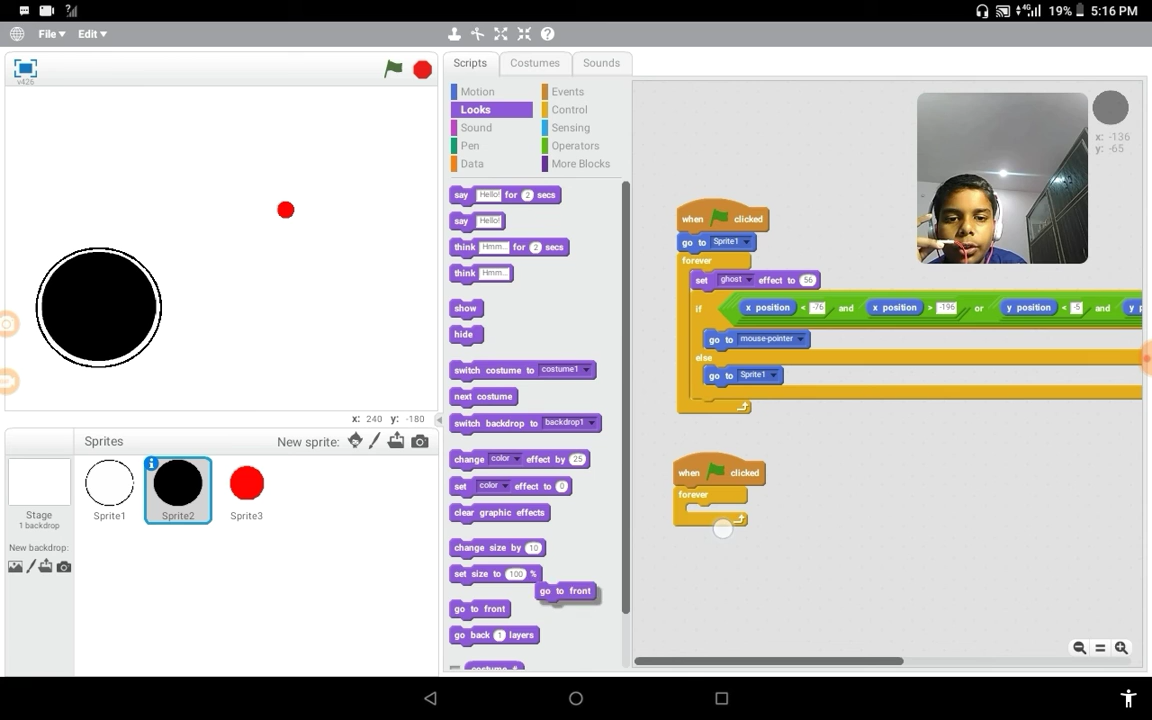 19% 5:16 PM
File Edit
v426
Scripts Costumes Sounds
Motion Events
Looks Control
Sound Sensing
Pen Operators
Data More Blocks
say Hello! for 2 secs
say Hello!
think Hmm... for 2 secs
think Hmm...
show
hide
switch costume to costume1
next costume
switch backdrop to backdrop1
change color effect by 25
set color effect to 0
clear graphic effects
change size by 10
set size to 100 %
go to front
go to front
go back 1 layers
costume #
x: -136
y: -65
when clicked
go to Sprite1
forever
set ghost effect to 56
if x position < -76 and x position > -196 or y position < -5 and
go to mouse-pointer
else
go to Sprite1
when clicked
forever
x: 240 y: -180
Sprites New sprite:
Stage
1 backdrop
New backdrop:
Sprite1 Sprite2 Sprite3